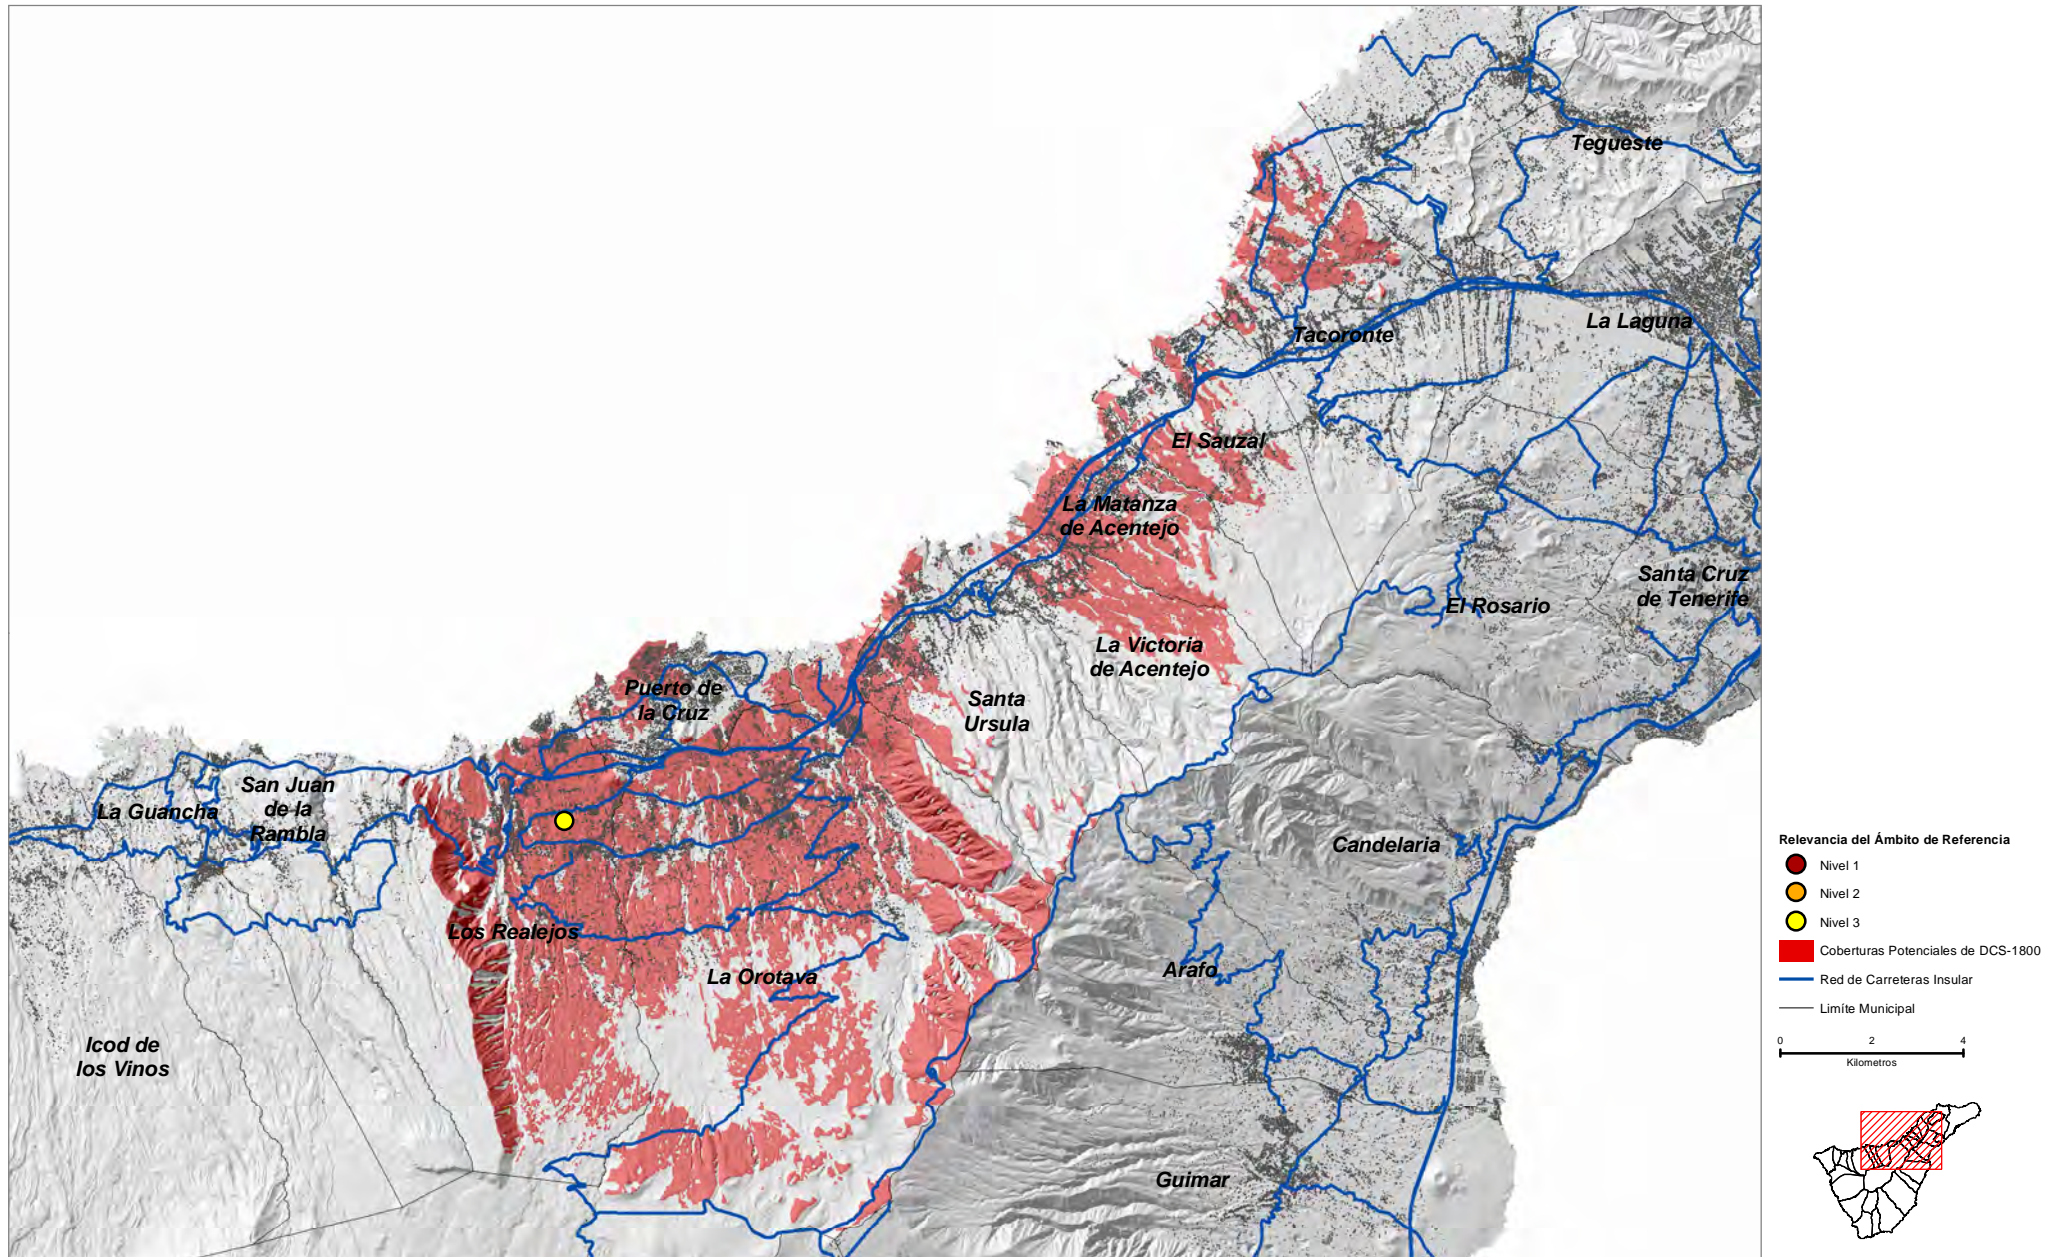 Tegueste
La Laguna
Tacoronte
El Sauzal
La Matanza
de Acentejo
Santa Cruz
de Tenerife
El Rosario
La Victoria
de Acentejo
Santa
Ursula
Puerto de
la Cruz
San Juan
de la
Rambla
La Guancha
Candelaria
Los Realejos
La Orotava
Arafo
Icod de
los Vinos
Guimar
Relevancia del Ámbito de Referencia
Nivel 1
Nivel 2
Nivel 3
Coberturas Potenciales de DCS-1800
Red de Carreteras Insular
Limíte Municipal
0 2 4
Kilometros